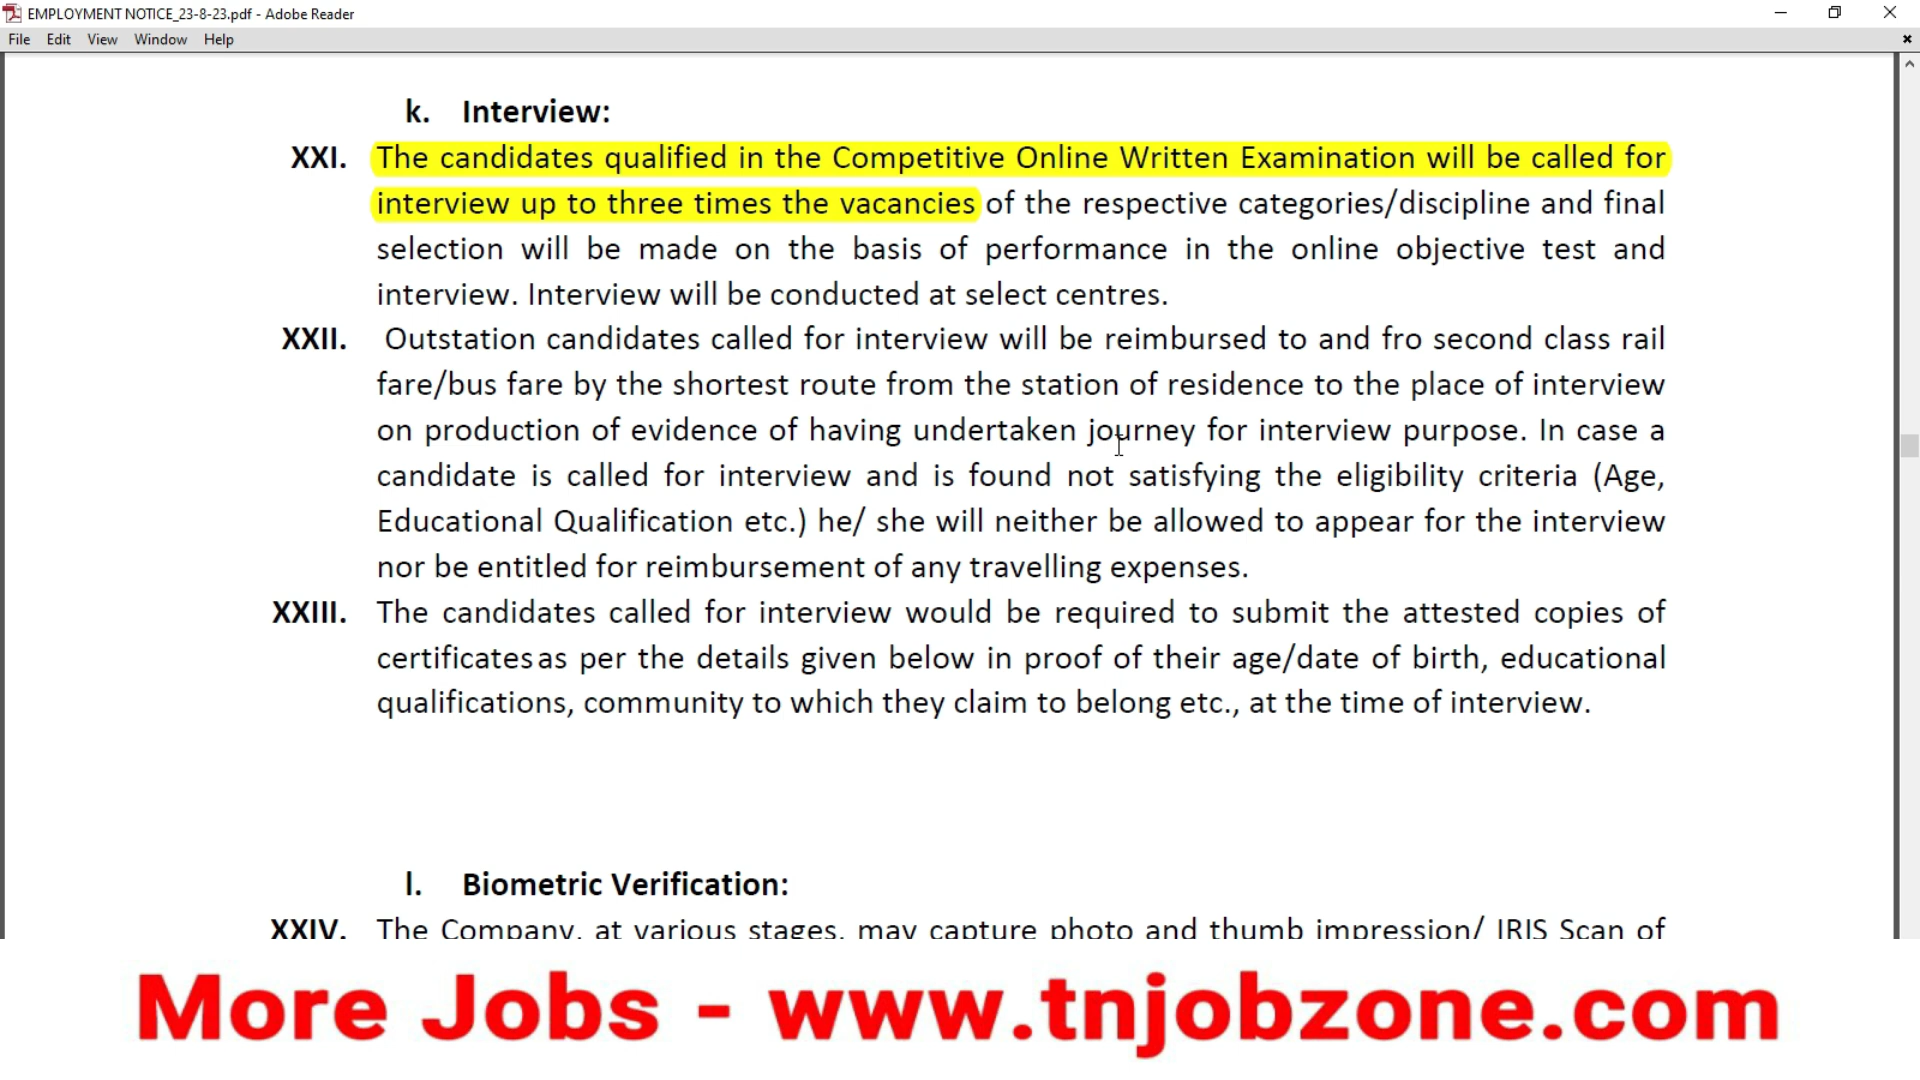 EMPLOYMENT NOTICE_23-8-23.pdf - Adobe Reader
File Edit View Window Help
k. Interview:
XXI. The candidates qualified in the Competitive Online Written Examination will be called for
interview up to three times the vacancies of the respective categories/discipline and final
selection will be made on the basis of performance in the online objective test and
interview. Interview will be conducted at select centres.
XXII. Outstation candidates called for interview will be reimbursed to and fro second class rail
fare/bus fare by the shortest route from the station of residence to the place of interview
on production of evidence of having undertaken journey for interview purpose. In case a
candidate is called for interview and is found not satisfying the eligibility criteria (Age,
Educational Qualification etc.) he/ she will neither be allowed to appear for the interview
nor be entitled for reimbursement of any travelling expenses.
XXIII. The candidates called for interview would be required to submit the attested copies of
certificatesas per the details given below in proof of their age/date of birth, educational
qualifications, community to which they claim to belong etc., at the time of interview.
l. Biometric Verification:
XXIV. The Company, at various stages, may capture photo and thumb impression/ IRIS Scan of
More Jobs - www.tnjobzone.com